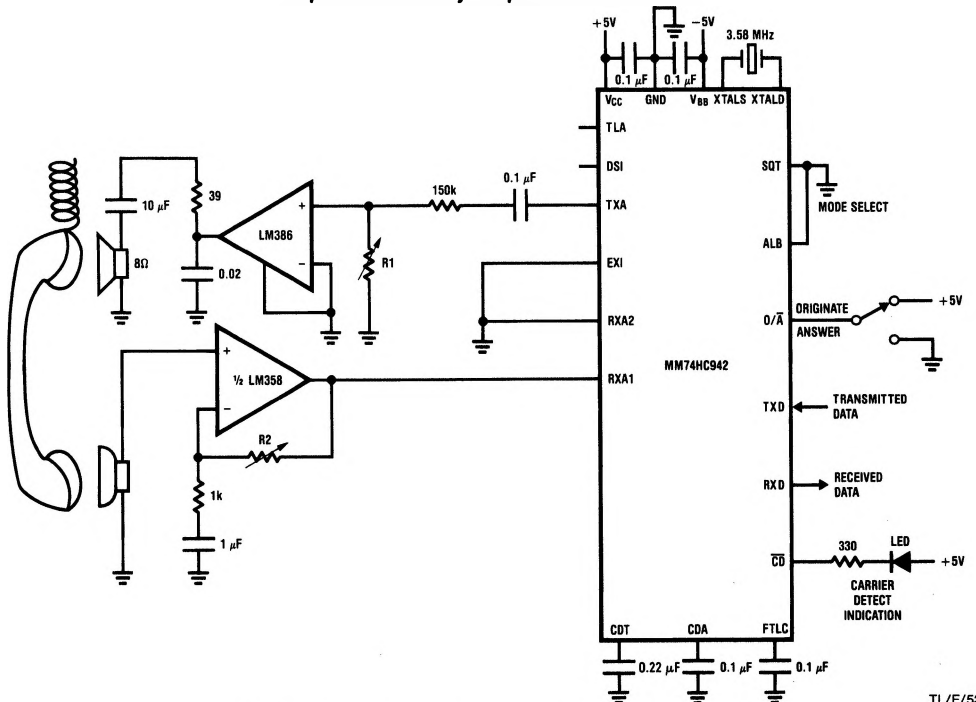 +5V
−5V
3.58 MHz
0.1 μF
0.1 μF
VCC
GND
VBB
XTALS
XTALD
TLA
DSI
TXA
EXI
RXA2
RXA1
MM74HC942
SQT
MODE SELECT
ALB
O/A̅
ORIGINATE
ANSWER
+5V
TXD
TRANSMITTED
DATA
RXD
RECEIVED
DATA
C̅D̅
330
LED
+5V
CARRIER
DETECT
INDICATION
CDT
CDA
FTLC
0.22 μF
0.1 μF
0.1 μF
0.1 μF
150k
R1
LM386
+
−
39
10 μF
8Ω
0.02
½ LM358
+
−
R2
1k
1 μF